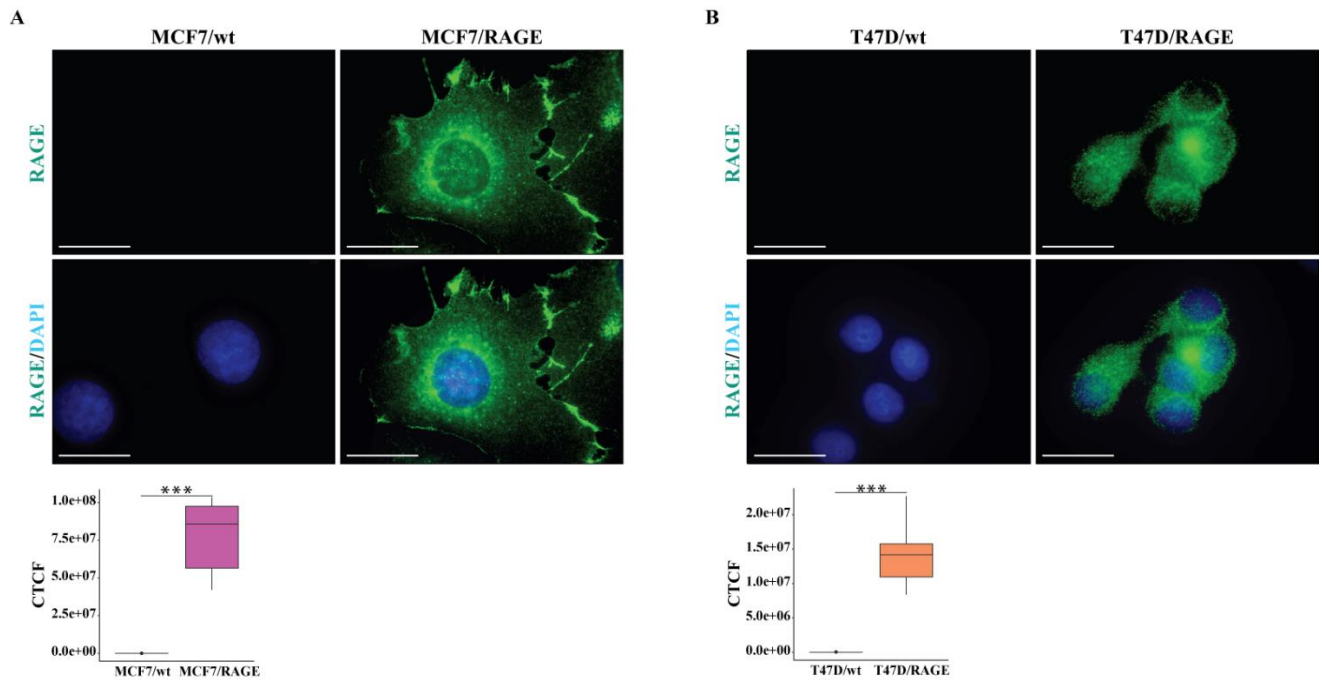 A
B
MCF7/wt
MCF7/RAGE
T47D/wt
T47D/RAGE
RAGE
RAGE
RAGE/DAPI
RAGE/DAPI
1.0e+08
7.5e+07
5.0e+07
2.5e+07
0.0e+00
CTCF
***
MCF7/wt
MCF7/RAGE
2.0e+07
1.5e+07
1.0e+07
5.0e+06
0.0e+00
CTCF
***
T47D/wt
T47D/RAGE